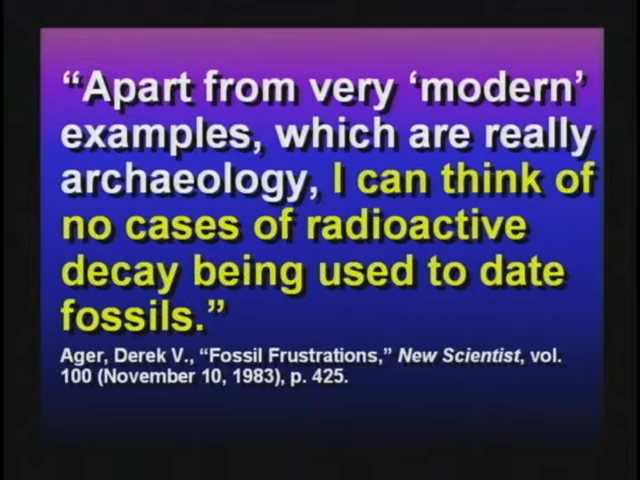 “Apart from very ‘modern’
examples, which are really
archaeology, I can think of
no cases of radioactive
decay being used to date
fossils.”
Ager, Derek V., “Fossil Frustrations,” New Scientist, vol.
100 (November 10, 1983), p. 425.